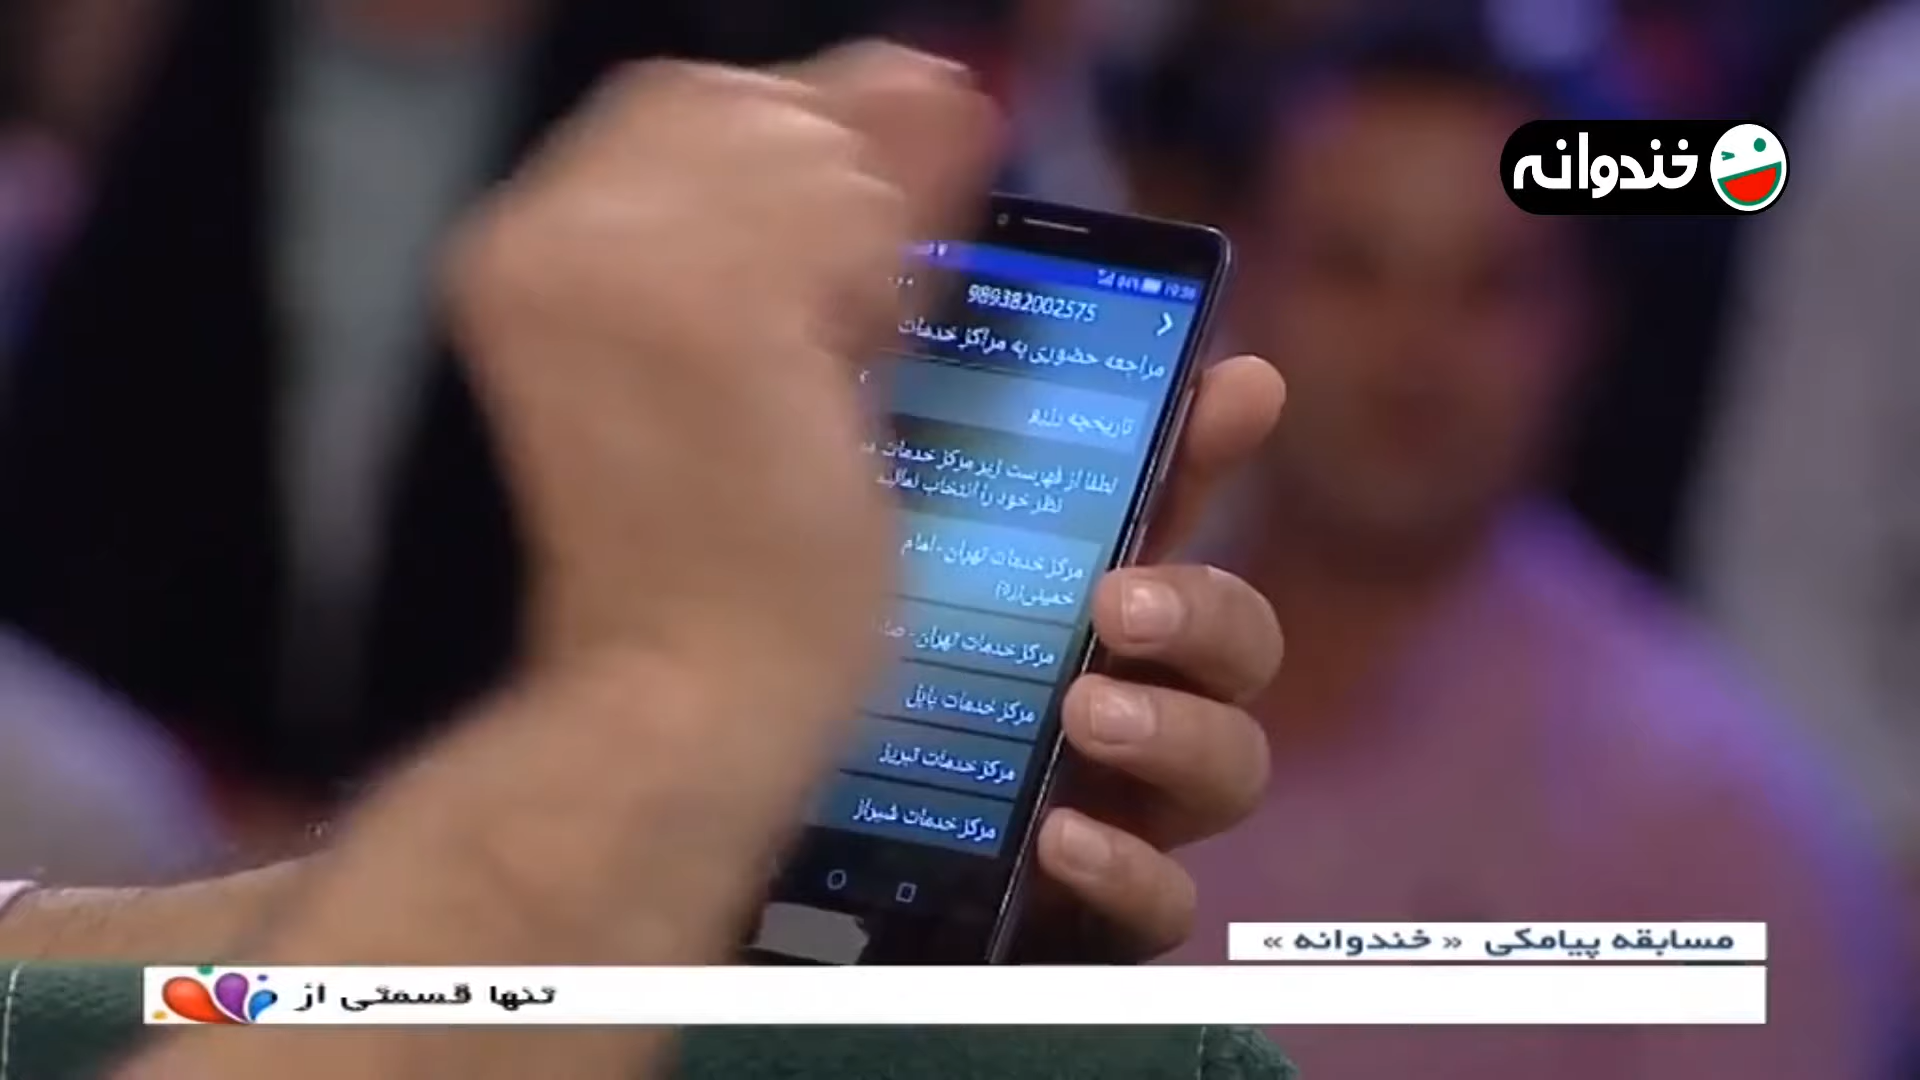 خندوانه
989382002575
مراجعه حضوری به مراکز خدمات
تاریخچه رزرو
لطفا از فهرست زیر مرکز خدمات
نظر خود را انتخاب نمائید
مرکز خدمات تهران - امام
خمینی(ره)
مرکز خدمات تهران -
مرکز خدمات بابل
مرکز خدمات تبریز
مرکز خدمات شیراز
مسابقه پیامکی « خندوانه »
تنها قسمتی از